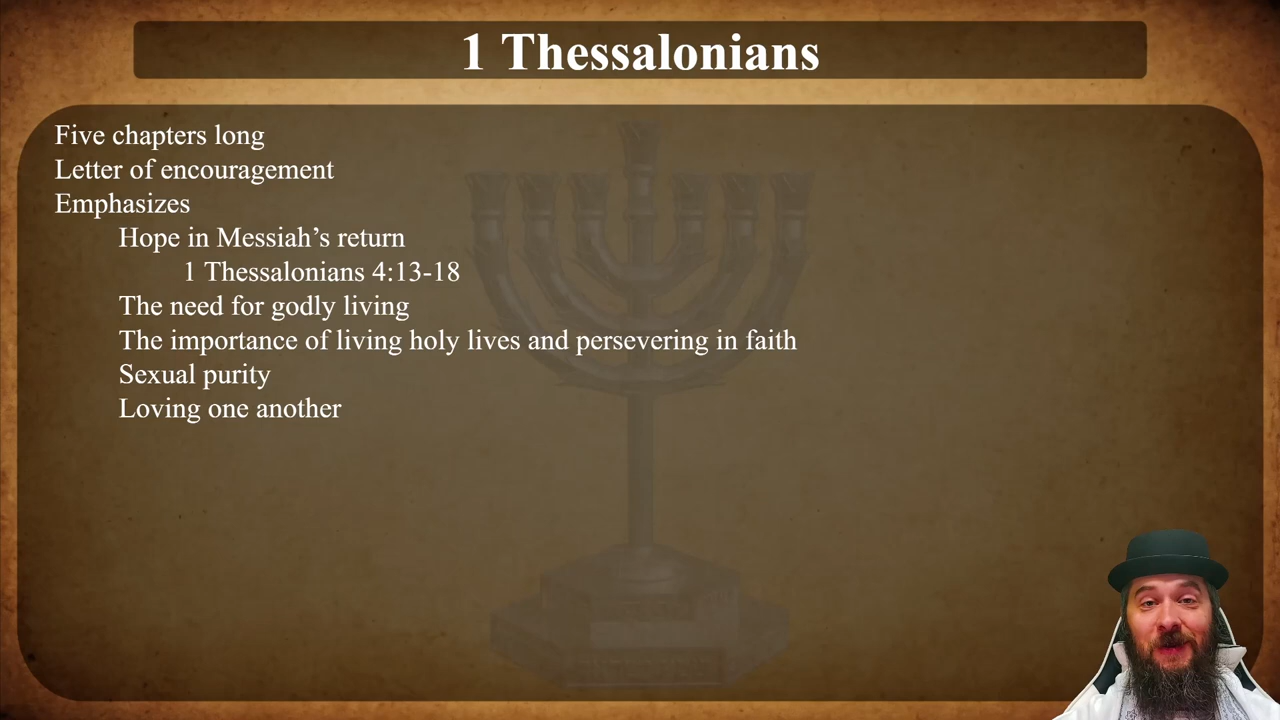 1 Thessalonians
Five chapters long
Letter of encouragement
Emphasizes
Hope in Messiah’s return
1 Thessalonians 4:13-18
The need for godly living
The importance of living holy lives and persevering in faith
Sexual purity
Loving one another